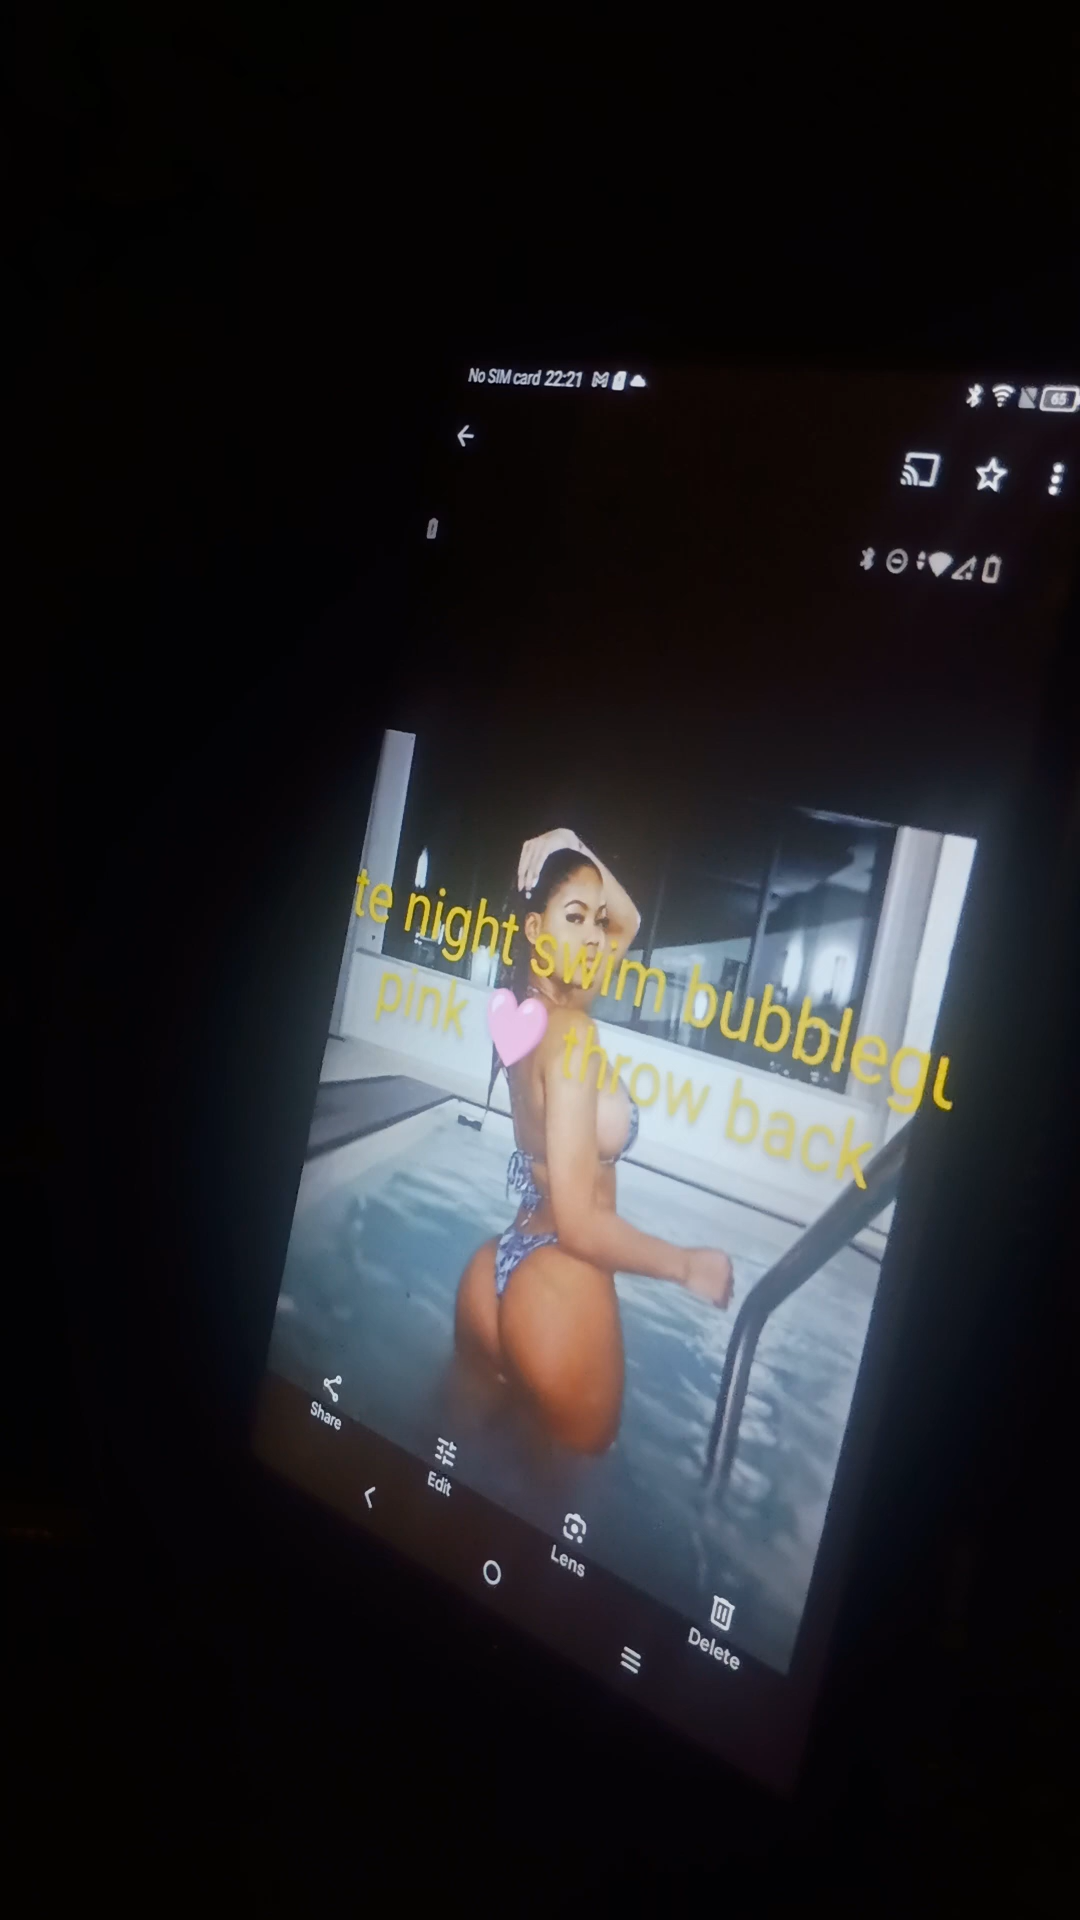 No SIM card 22:21
65
te night swim bubblegu
pink 🩷 throw back
Share
Edit
Lens
Delete